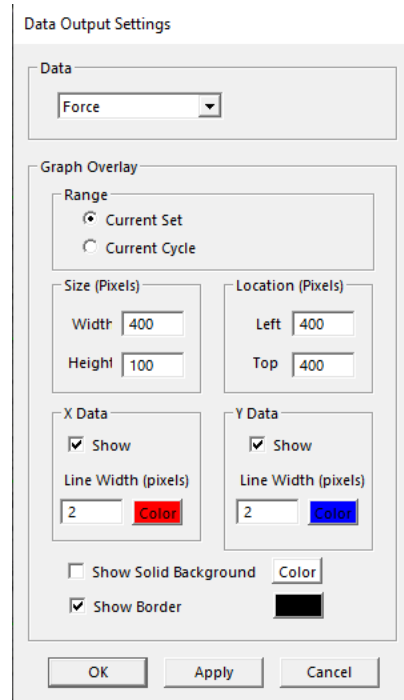 Data Output Settings
Data
Force
Graph Overlay
Range
Current Set
Current Cycle
Size (Pixels)
Width 400
Height 100
Location (Pixels)
Left 400
Top 400
X Data
Show
Line Width (pixels)
2 Color
Y Data
Show
Line Width (pixels)
2 Color
Show Solid Background Color
Show Border
OK Apply Cancel